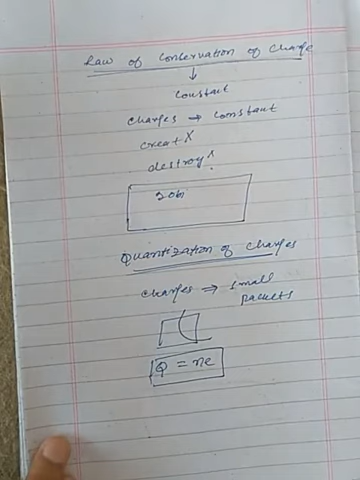 Law of Conservation of Charge
↓
Constant
Charges → Constant
creat X
destroy X
Quantization of Charges
Charges ⇒ small
packets
Q = ne